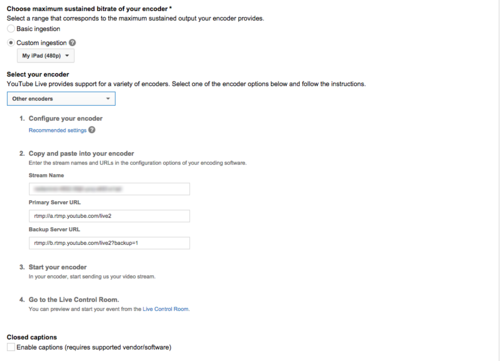 Choose maximum sustained bitrate of your encoder *
Select a range that corresponds to the maximum sustained output your encoder provides.
Basic ingestion
Custom ingestion ?
My iPad (480p)
Select your encoder
YouTube Live provides support for a variety of encoders. Select one of the encoder options below and follow the instructions.
Other encoders
1. Configure your encoder
Recommended settings ?
2. Copy and paste into your encoder
Enter the stream names and URLs in the configuration options of your encoding software.
Stream Name
Primary Server URL
rtmp://a.rtmp.youtube.com/live2
Backup Server URL
rtmp://b.rtmp.youtube.com/live2?backup=1
3. Start your encoder
In your encoder, start sending us your video stream.
4. Go to the Live Control Room.
You can preview and start your event from the Live Control Room.
Closed captions
Enable captions (requires supported vendor/software)